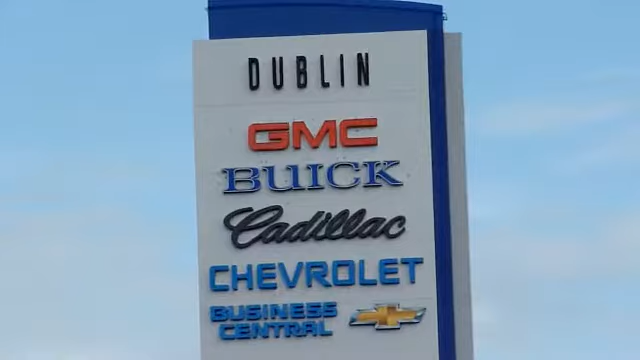 DUBLIN
GMC
BUICK
Cadillac
CHEVROLET
BUSINESS
CENTRAL